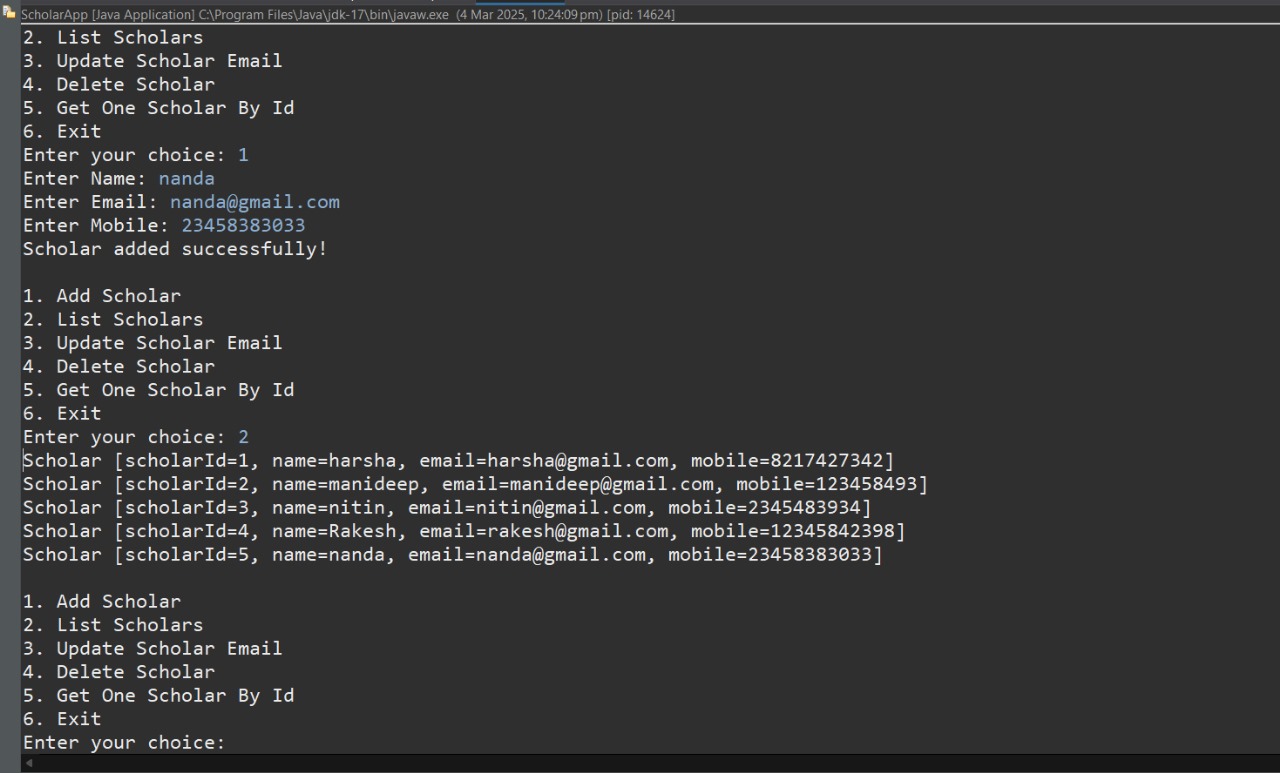 ScholarApp [Java Application] C:\Program Files\Java\jdk-17\bin\javaw.exe (4 Mar 2025, 10:24:09 pm) [pid: 14624]
2. List Scholars
3. Update Scholar Email
4. Delete Scholar
5. Get One Scholar By Id
6. Exit
Enter your choice: 1
Enter Name: nanda
Enter Email: nanda@gmail.com
Enter Mobile: 23458383033
Scholar added successfully!

1. Add Scholar
2. List Scholars
3. Update Scholar Email
4. Delete Scholar
5. Get One Scholar By Id
6. Exit
Enter your choice: 2
Scholar [scholarId=1, name=harsha, email=harsha@gmail.com, mobile=8217427342]
Scholar [scholarId=2, name=manideep, email=manideep@gmail.com, mobile=123458493]
Scholar [scholarId=3, name=nitin, email=nitin@gmail.com, mobile=2345483934]
Scholar [scholarId=4, name=Rakesh, email=rakesh@gmail.com, mobile=12345842398]
Scholar [scholarId=5, name=nanda, email=nanda@gmail.com, mobile=23458383033]

1. Add Scholar
2. List Scholars
3. Update Scholar Email
4. Delete Scholar
5. Get One Scholar By Id
6. Exit
Enter your choice: